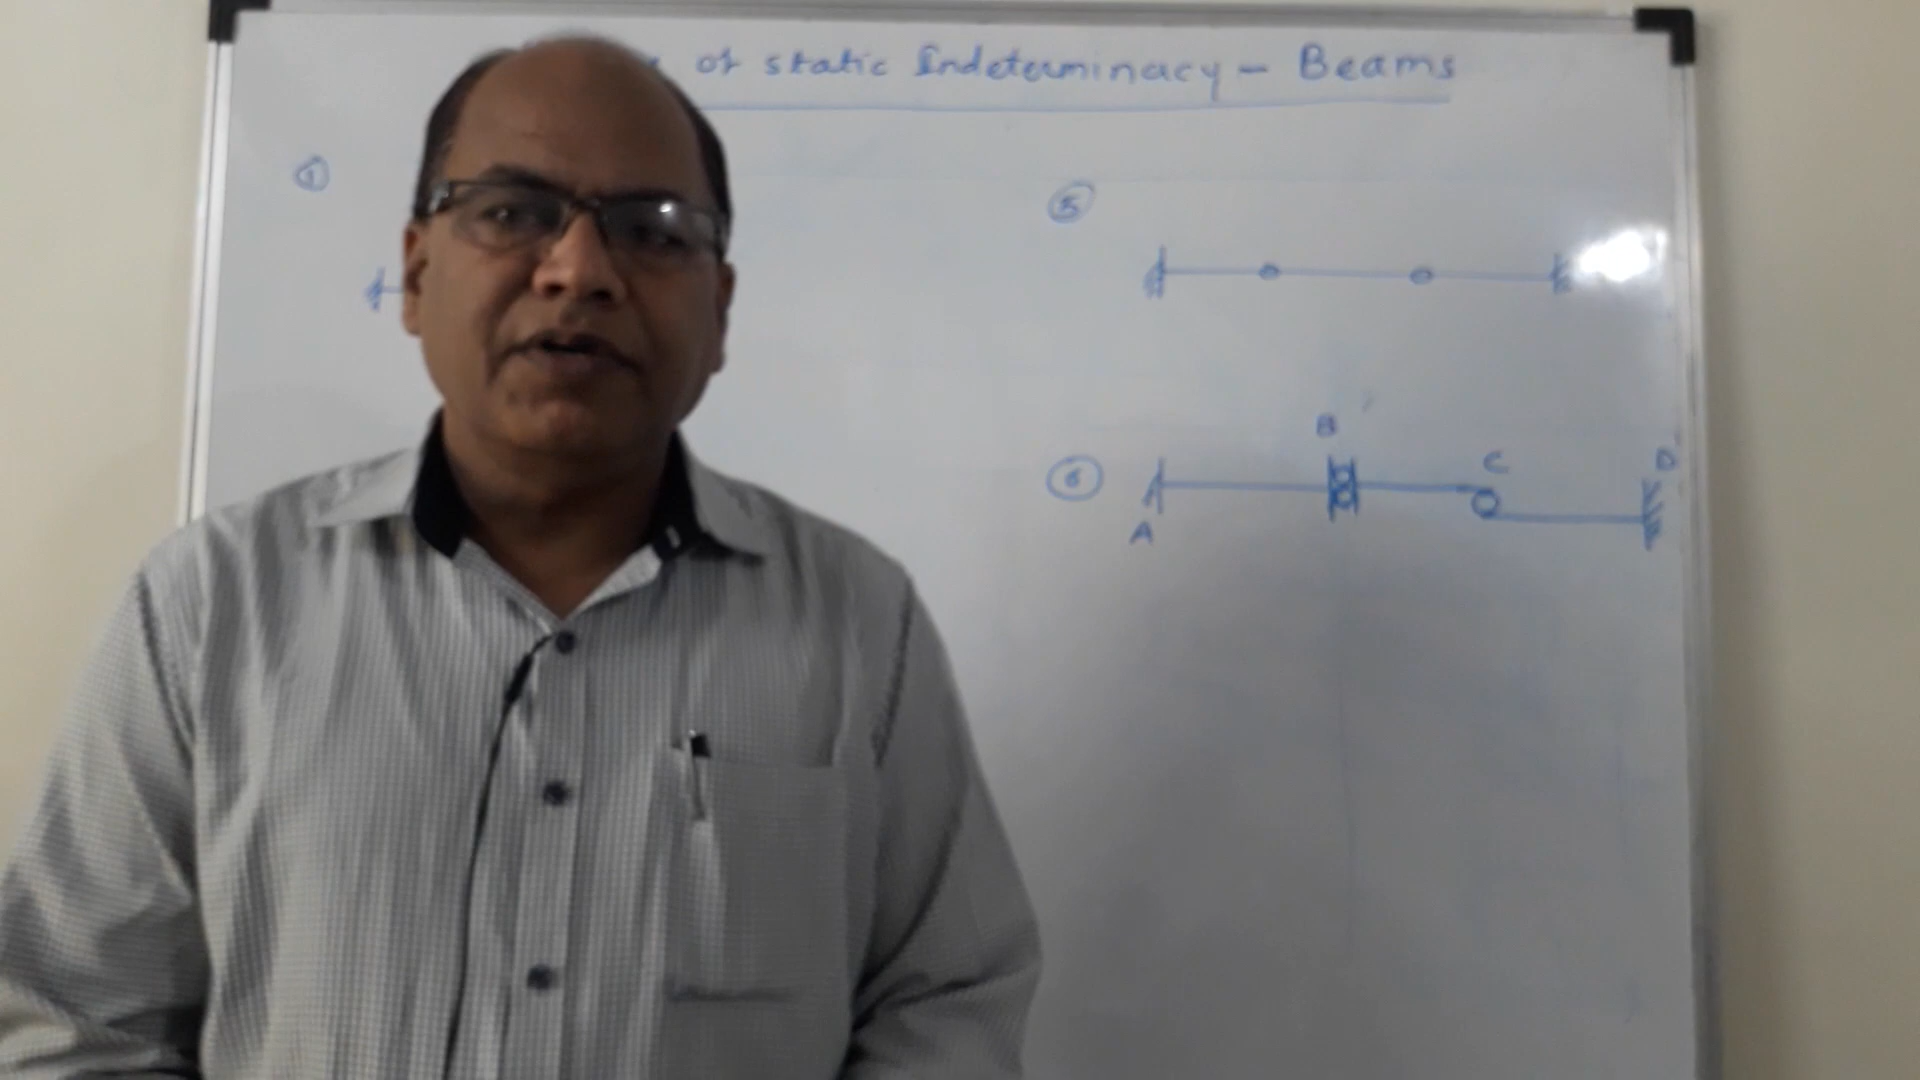 of static Indeterminacy - Beams
①
⑤
B
⑥
C
D
A